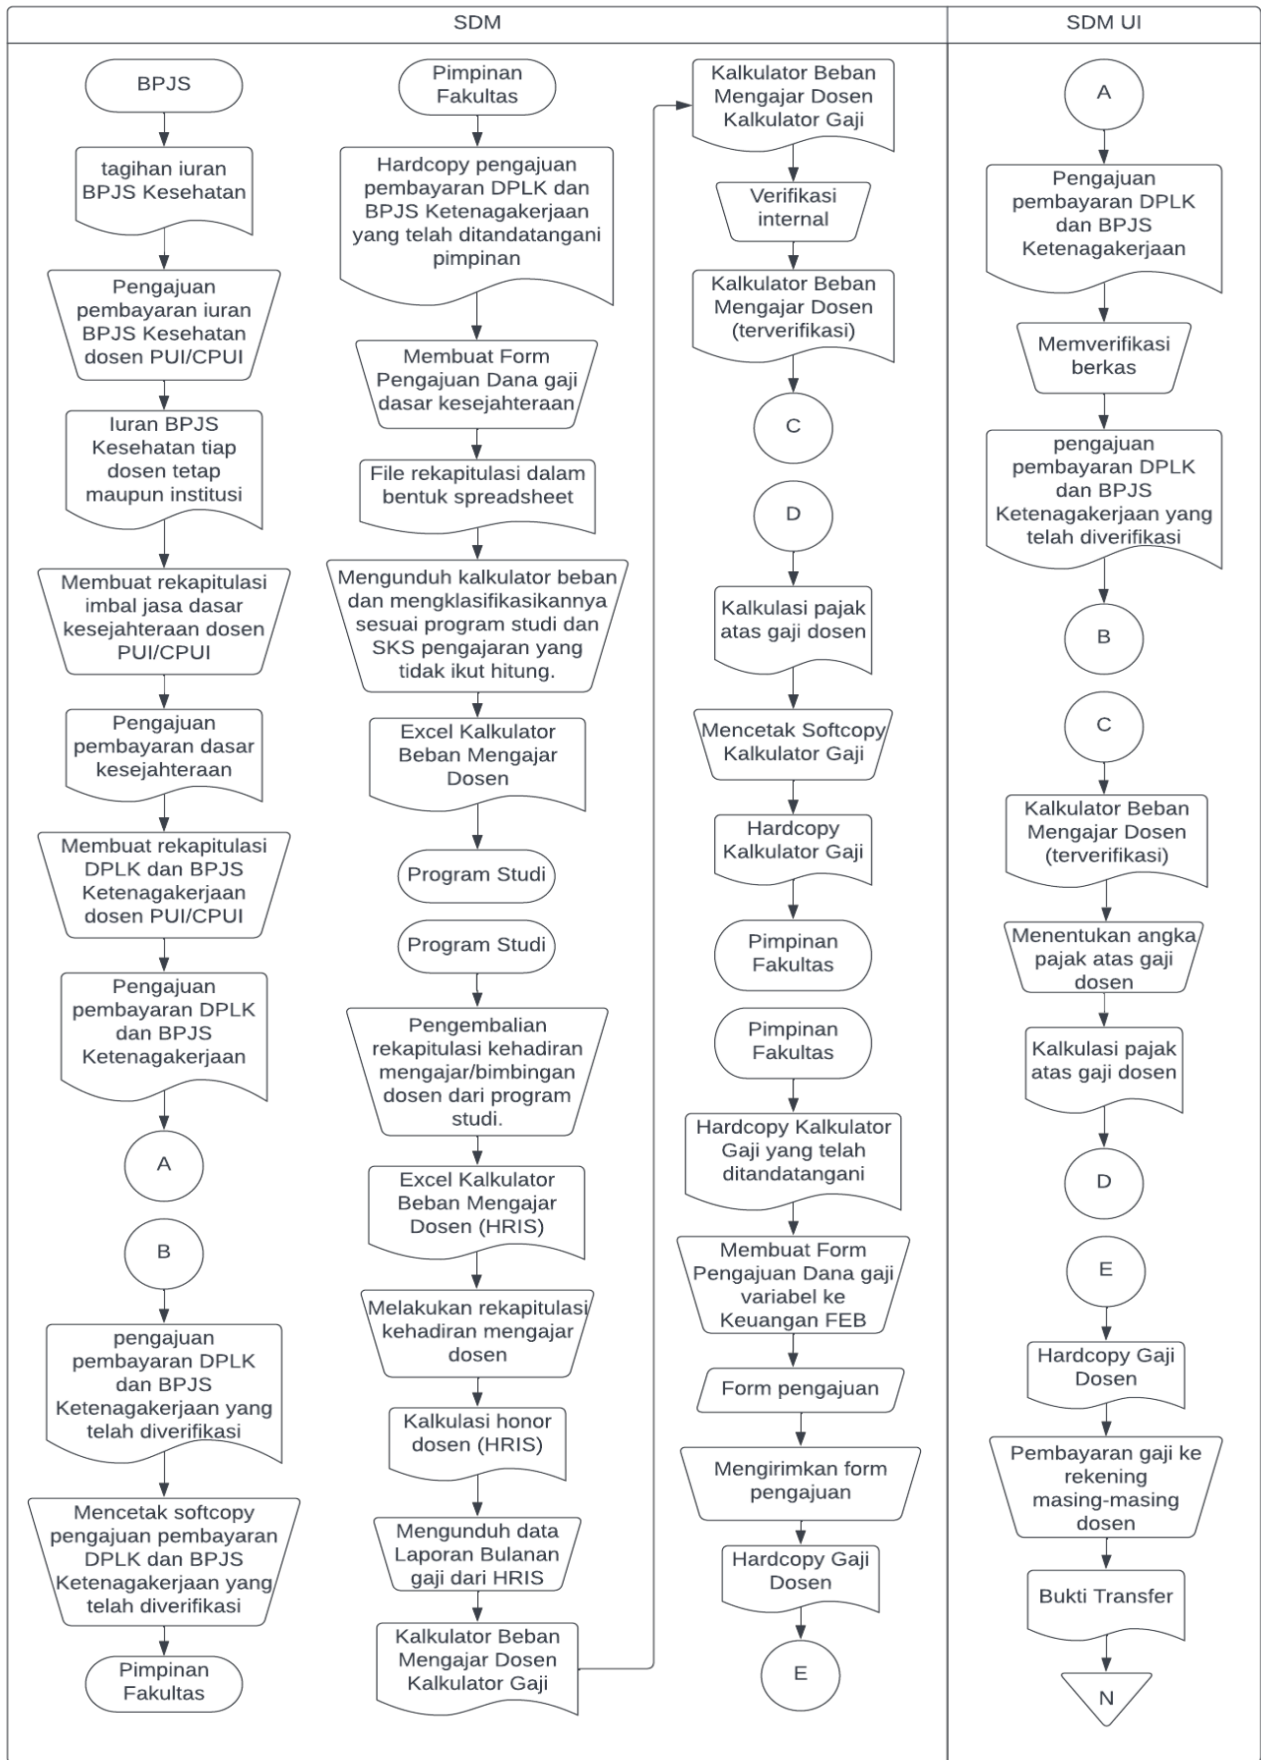 SDM
SDM UI
BPJS
tagihan iuran
BPJS Kesehatan
Pengajuan
pembayaran iuran
BPJS Kesehatan
dosen PUI/CPUI
Iuran BPJS
Kesehatan tiap
dosen tetap
maupun institusi
Membuat rekapitulasi
imbal jasa dasar
kesejahteraan dosen
PUI/CPUI
Pengajuan
pembayaran dasar
kesejahteraan
Membuat rekapitulasi
DPLK dan BPJS
Ketenagakerjaan
dosen PUI/CPUI
Pengajuan
pembayaran DPLK
dan BPJS
Ketenagakerjaan
A
B
pengajuan
pembayaran DPLK
dan BPJS
Ketenagakerjaan yang
telah diverifikasi
Mencetak softcopy
pengajuan pembayaran
DPLK dan BPJS
Ketenagakerjaan yang
telah diverifikasi
Pimpinan
Fakultas
Pimpinan
Fakultas
Hardcopy pengajuan
pembayaran DPLK dan
BPJS Ketenagakerjaan
yang telah ditandatangani
pimpinan
Membuat Form
Pengajuan Dana gaji
dasar kesejahteraan
File rekapitulasi dalam
bentuk spreadsheet
Mengunduh kalkulator beban
dan mengklasifikasikannya
sesuai program studi dan
SKS pengajaran yang
tidak ikut hitung.
Excel Kalkulator
Beban Mengajar
Dosen
Program Studi
Program Studi
Pengembalian
rekapitulasi kehadiran
mengajar/bimbingan
dosen dari program
studi.
Excel Kalkulator
Beban Mengajar
Dosen (HRIS)
Melakukan rekapitulasi
kehadiran mengajar
dosen
Kalkulasi honor
dosen (HRIS)
Mengunduh data
Laporan Bulanan
gaji dari HRIS
Kalkulator Beban
Mengajar Dosen
Kalkulator Gaji
Kalkulator Beban
Mengajar Dosen
Kalkulator Gaji
Verifikasi
internal
Kalkulator Beban
Mengajar Dosen
(terverifikasi)
C
D
Kalkulasi pajak
atas gaji dosen
Mencetak Softcopy
Kalkulator Gaji
Hardcopy
Kalkulator Gaji
Pimpinan
Fakultas
Pimpinan
Fakultas
Hardcopy Kalkulator
Gaji yang telah
ditandatangani
Membuat Form
Pengajuan Dana gaji
variabel ke
Keuangan FEB
Form pengajuan
Mengirimkan form
pengajuan
Hardcopy Gaji
Dosen
E
A
Pengajuan
pembayaran DPLK
dan BPJS
Ketenagakerjaan
Memverifikasi
berkas
pengajuan
pembayaran DPLK
dan BPJS
Ketenagakerjaan yang
telah diverifikasi
B
C
Kalkulator Beban
Mengajar Dosen
(terverifikasi)
Menentukan angka
pajak atas gaji
dosen
Kalkulasi pajak
atas gaji dosen
D
E
Hardcopy Gaji
Dosen
Pembayaran gaji ke
rekening
masing-masing
dosen
Bukti Transfer
N